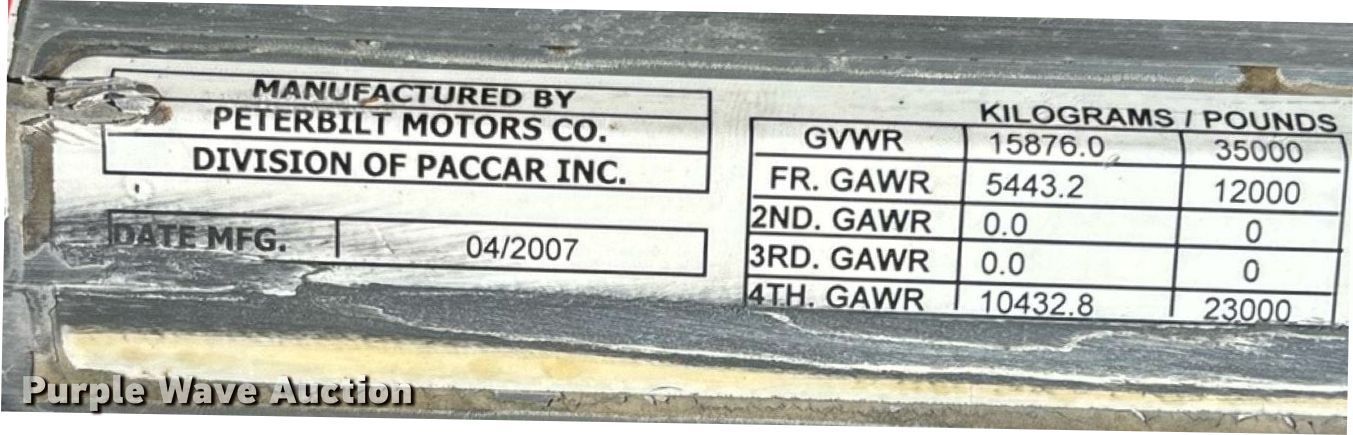 MANUFACTURED BY
PETERBILT MOTORS CO.
DIVISION OF PACCAR INC.
DATE MFG. 04/2007
KILOGRAMS / POUNDS
GVWR 15876.0 35000
FR. GAWR 5443.2 12000
2ND. GAWR 0.0 0
3RD. GAWR 0.0 0
4TH. GAWR 10432.8 23000
Purple Wave Auction